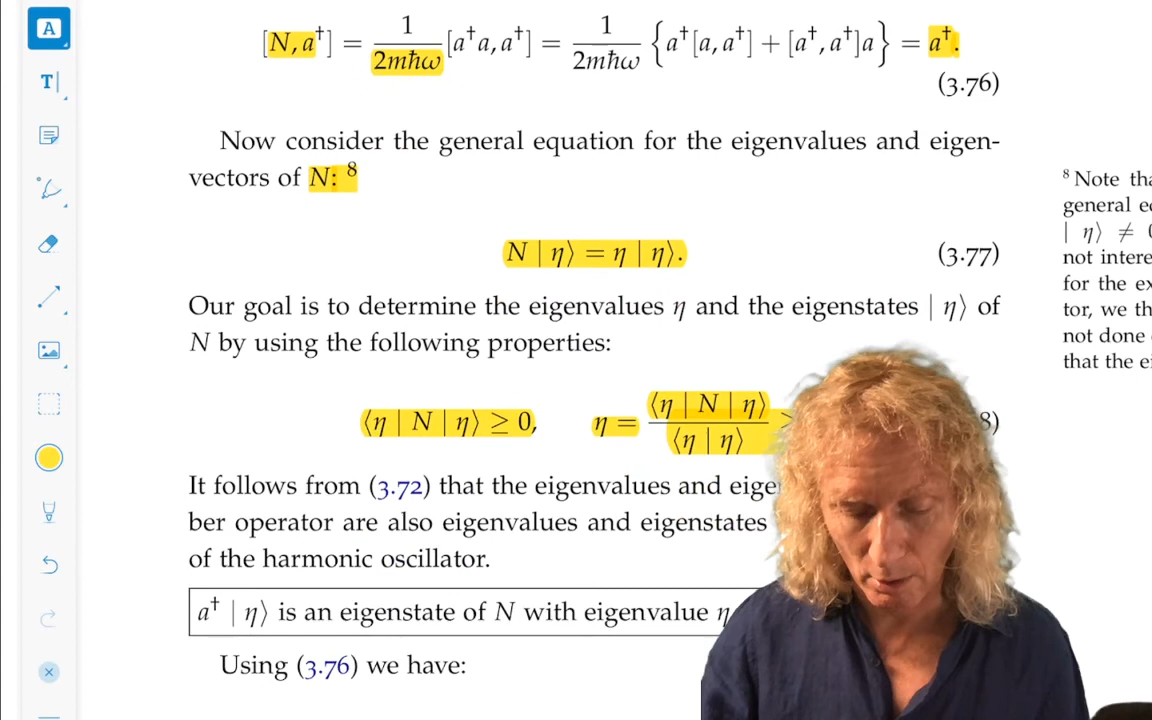 A
T
[N, a†] = 1/2mħω [a†a, a†] = 1/2mħω {a†[a, a†] + [a†, a†]a} = a†.
(3.76)
Now consider the general equation for the eigenvalues and eigen-
vectors of N: 8
N | η⟩ = η | η⟩. (3.77)
Our goal is to determine the eigenvalues η and the eigenstates | η⟩ of
N by using the following properties:
⟨η | N | η⟩ ≥ 0, η = ⟨η | N | η⟩/⟨η | η⟩ 8)
It follows from (3.72) that the eigenvalues and eige
ber operator are also eigenvalues and eigenstates
of the harmonic oscillator.
a† | η⟩ is an eigenstate of N with eigenvalue η
Using (3.76) we have:
8 Note tha
general e
| η⟩ ≠ 0
not intere
for the ex
tor, we th
not done
that the ei